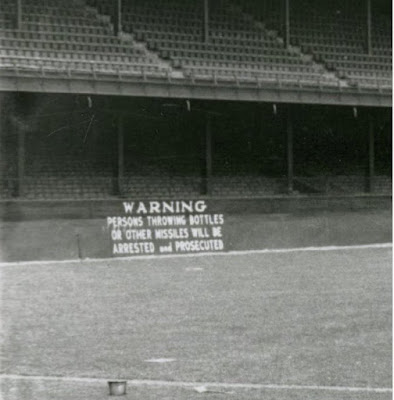 WARNING
PERSONS THROWING BOTTLES
OR OTHER MISSILES WILL BE
ARRESTED and PROSECUTED